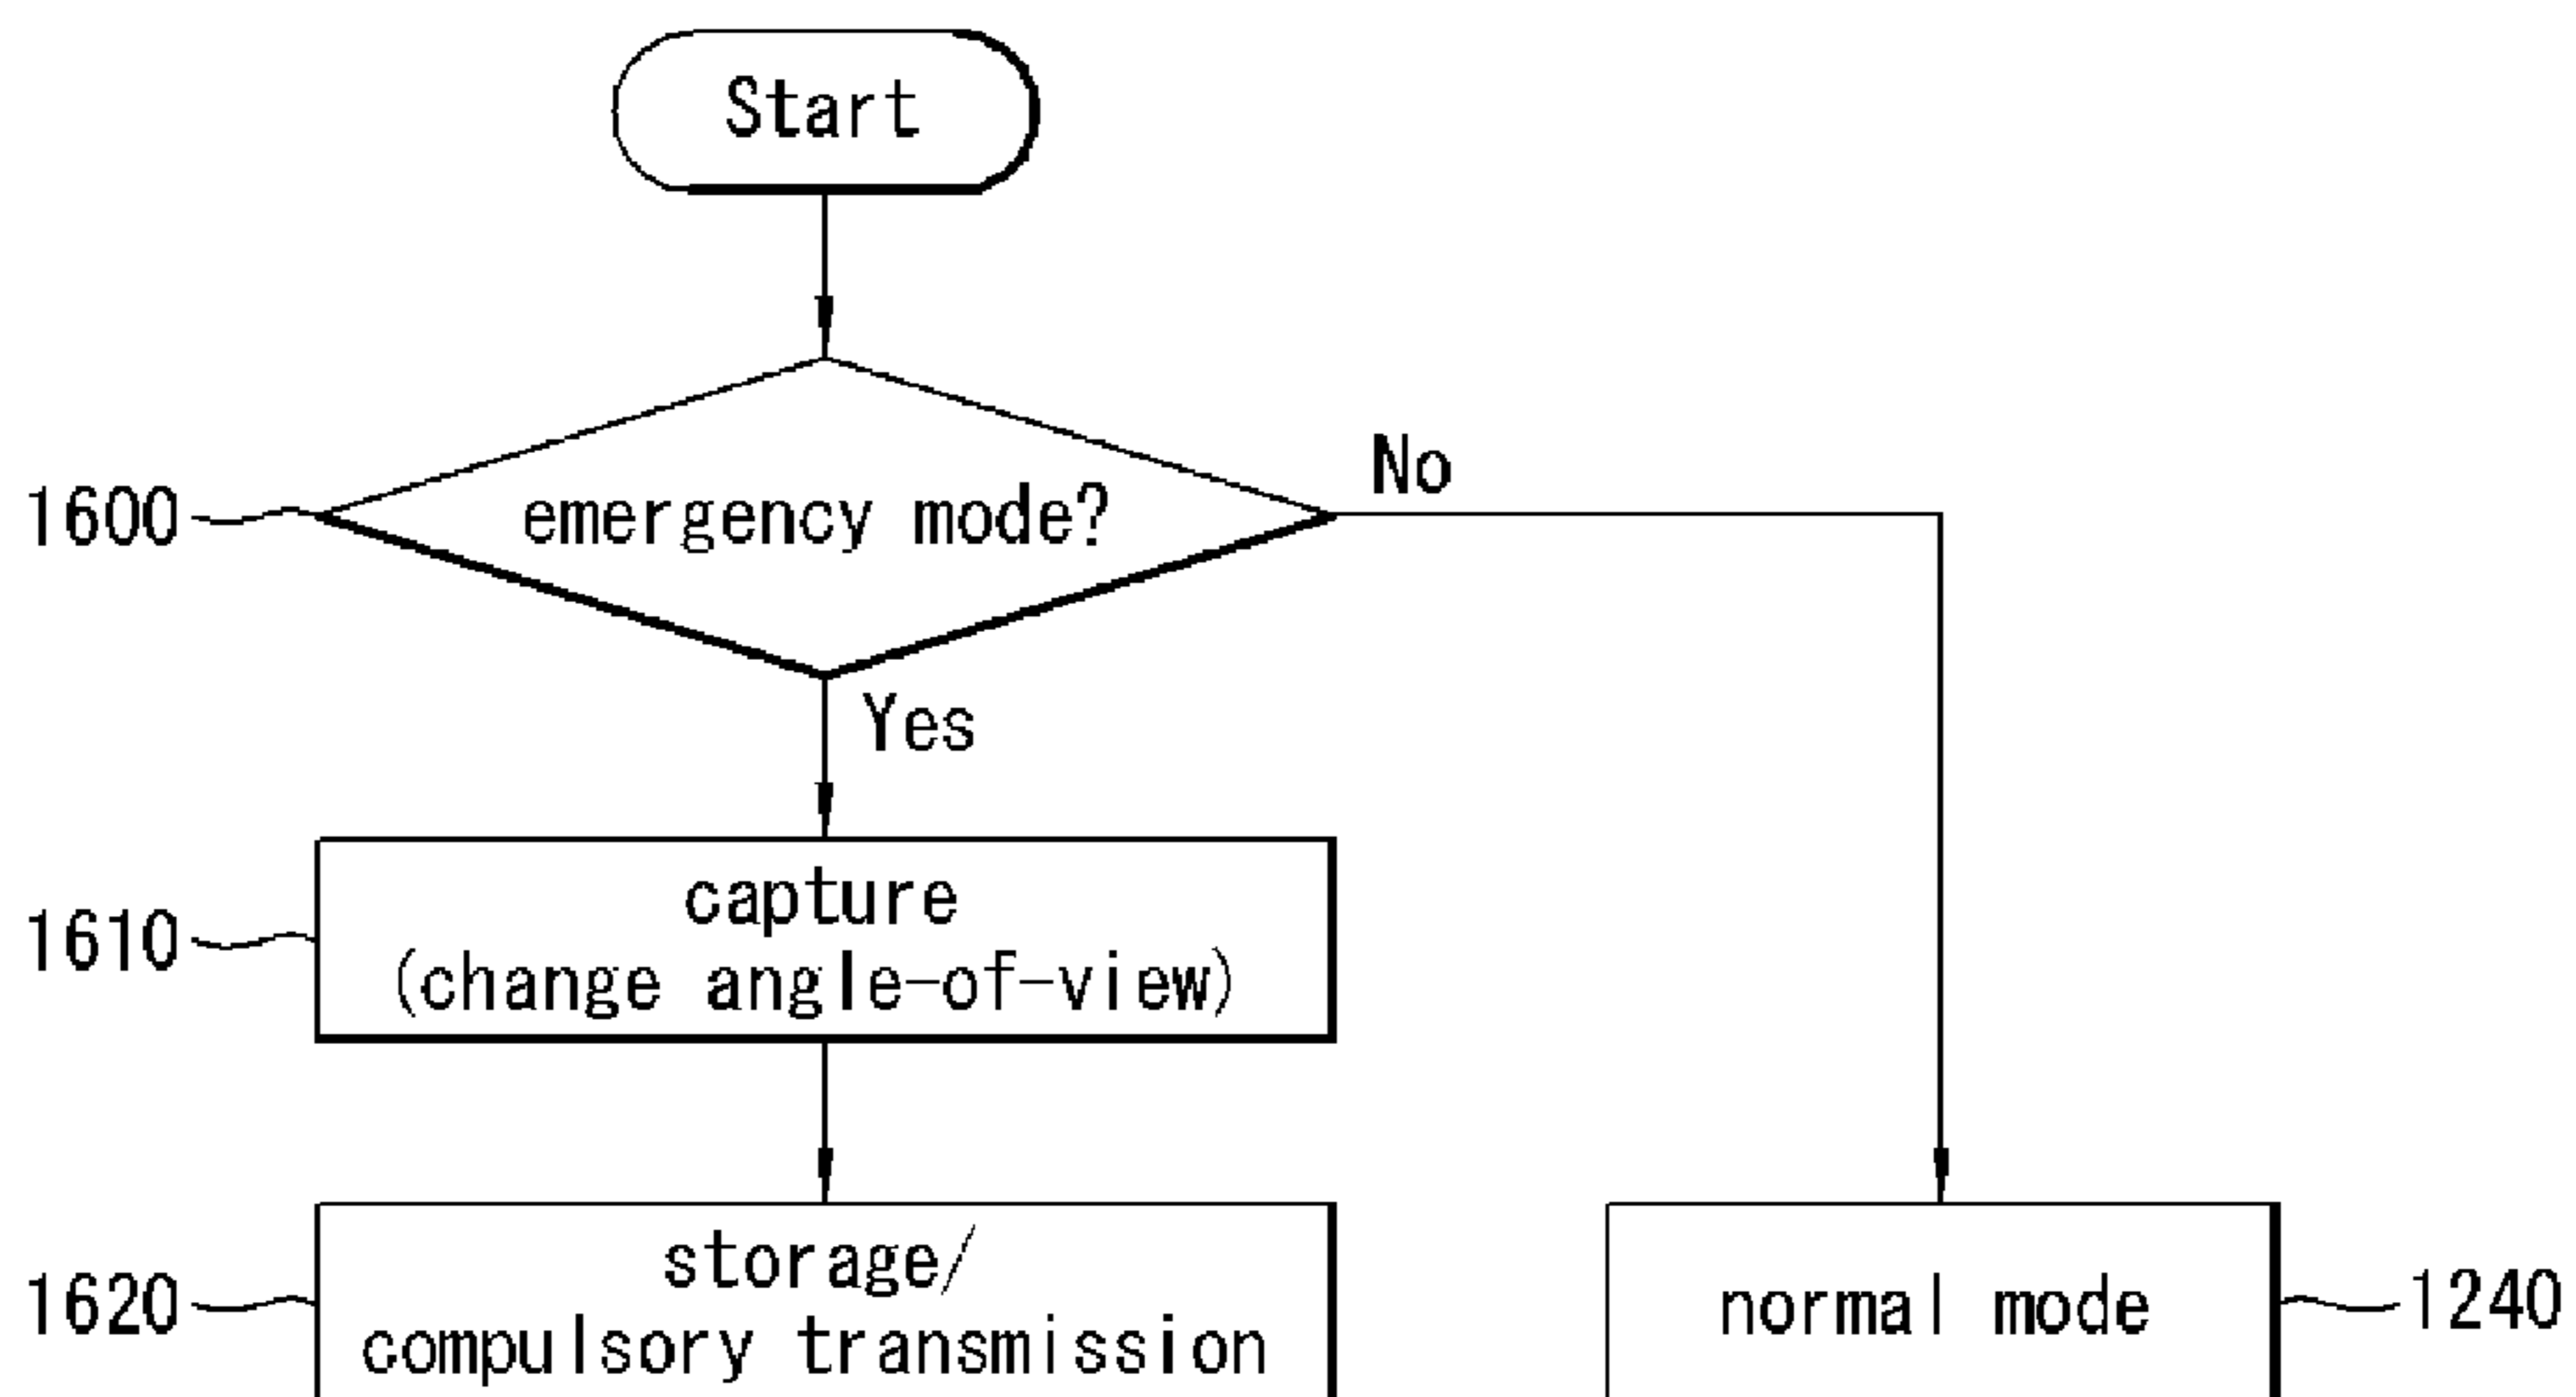 Start
No
1600
emergency mode?
Yes
capture
1610
(change angle-of-view)
storage/
1620
compulsory transmission
normal mode
1240